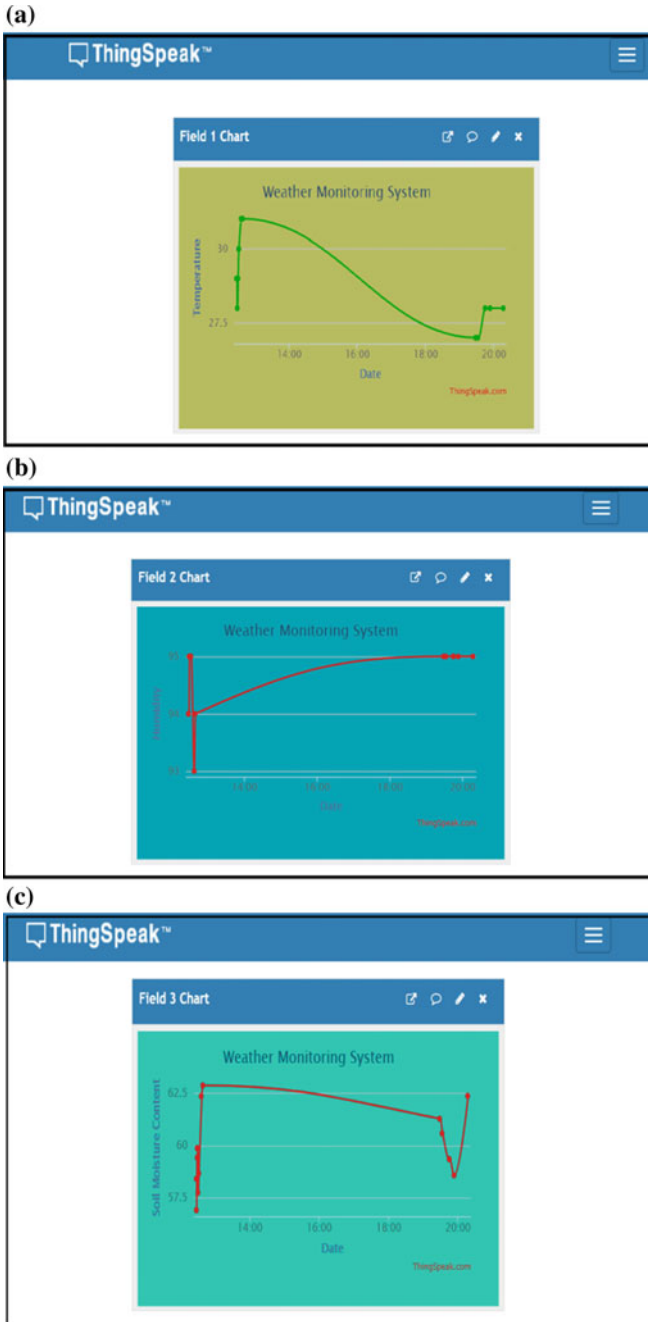 (a)
ThingSpeak™
Field 1 Chart
Weather Monitoring System
Temperature
30
27.5
14:00 16:00 18:00 20:00
Date
ThingSpeak.com
(b)
ThingSpeak™
Field 2 Chart
Weather Monitoring System
95
Humidity
94
93
14:00 16:00 18:00 20:00
Date
ThingSpeak.com
(c)
ThingSpeak™
Field 3 Chart
Weather Monitoring System
Soil Moisture Content
62.5
60
57.5
14:00 16:00 18:00 20:00
Date
ThingSpeak.com